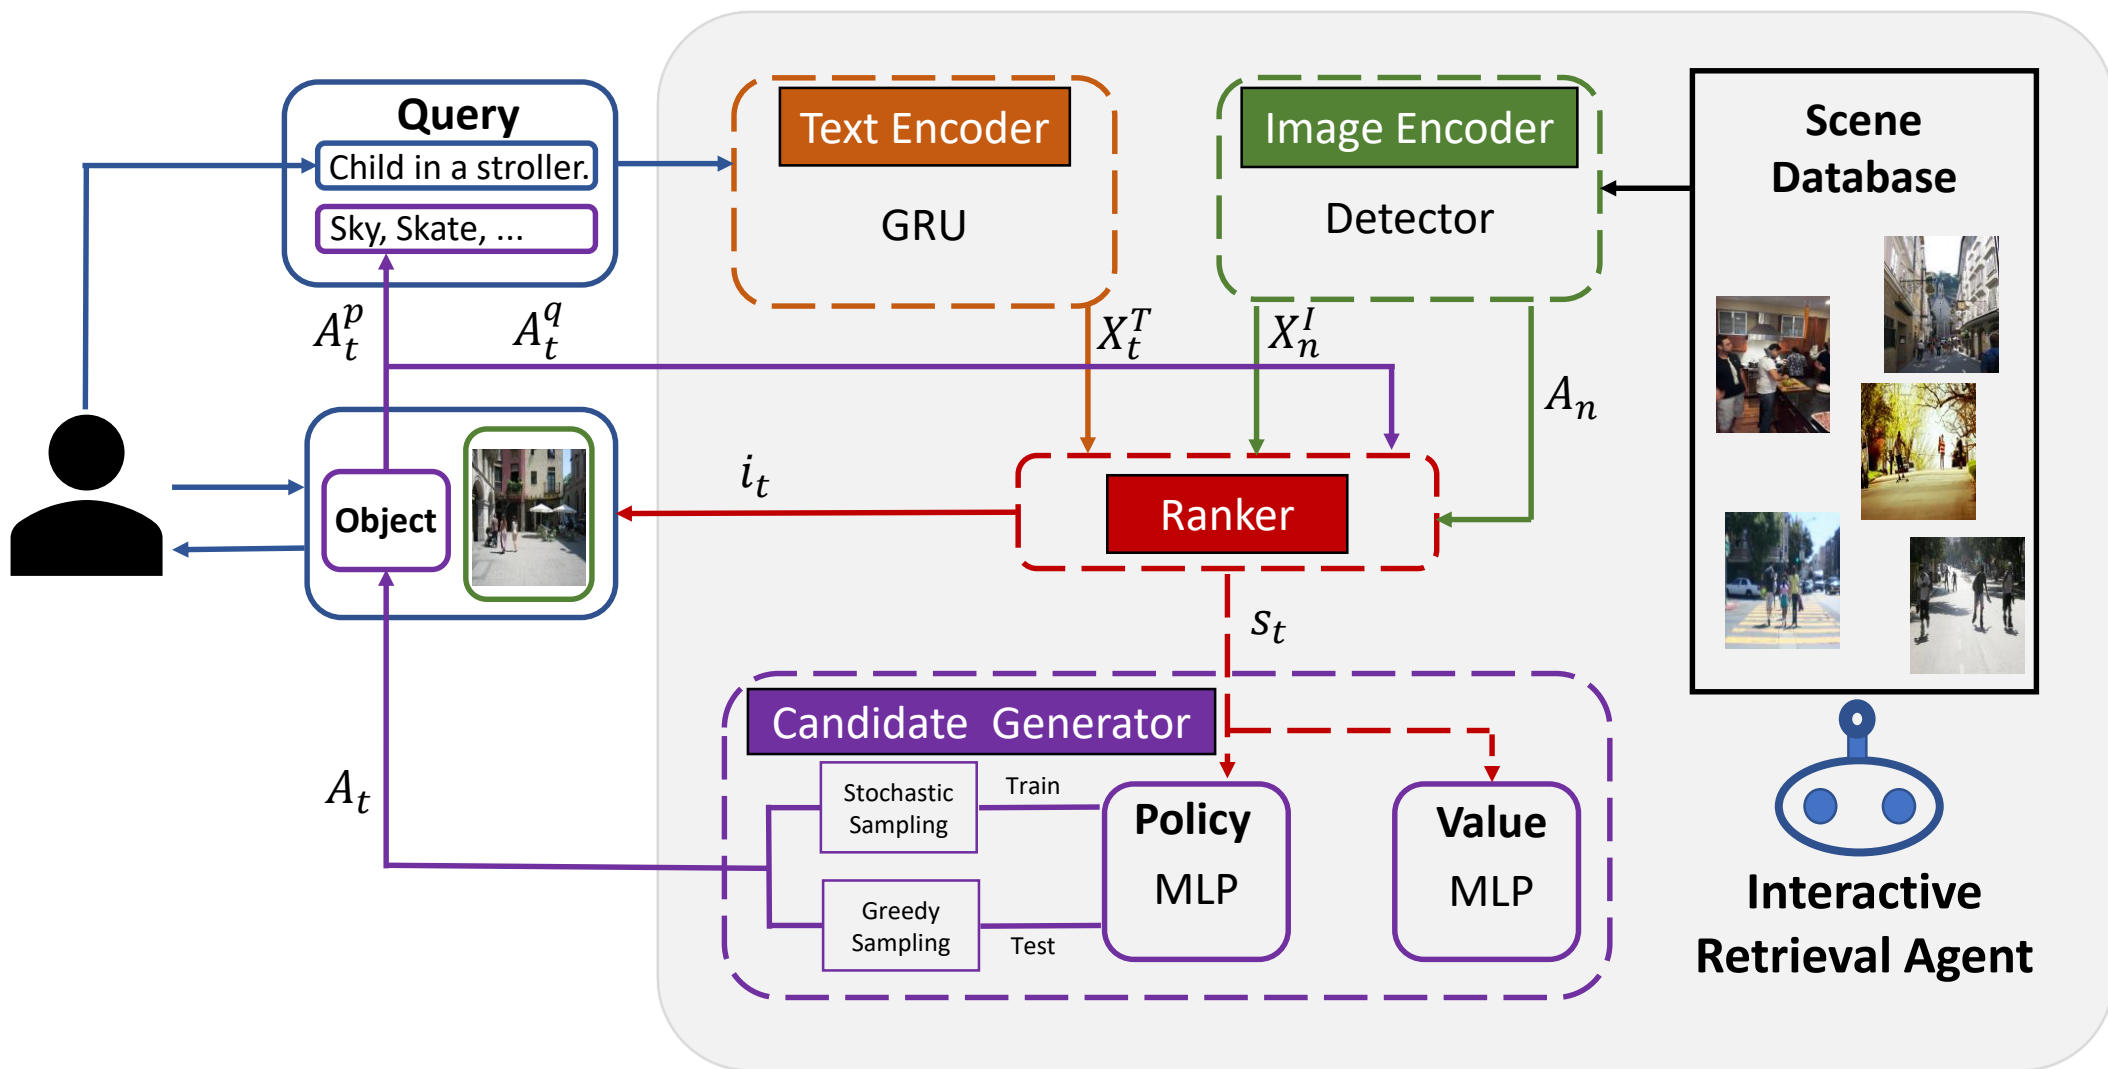 Query
Child in a stroller.
Sky, Skate, ...
Text Encoder
GRU
Image Encoder
Detector
Scene
Database
$A_t^p$
$A_t^q$
$X_t^T$
$X_n^I$
$A_n$
Object
$i_t$
Ranker
$s_t$
Candidate Generator
$A_t$
Stochastic
Sampling
Train
Greedy
Sampling
Test
Policy
MLP
Value
MLP
Interactive
Retrieval Agent